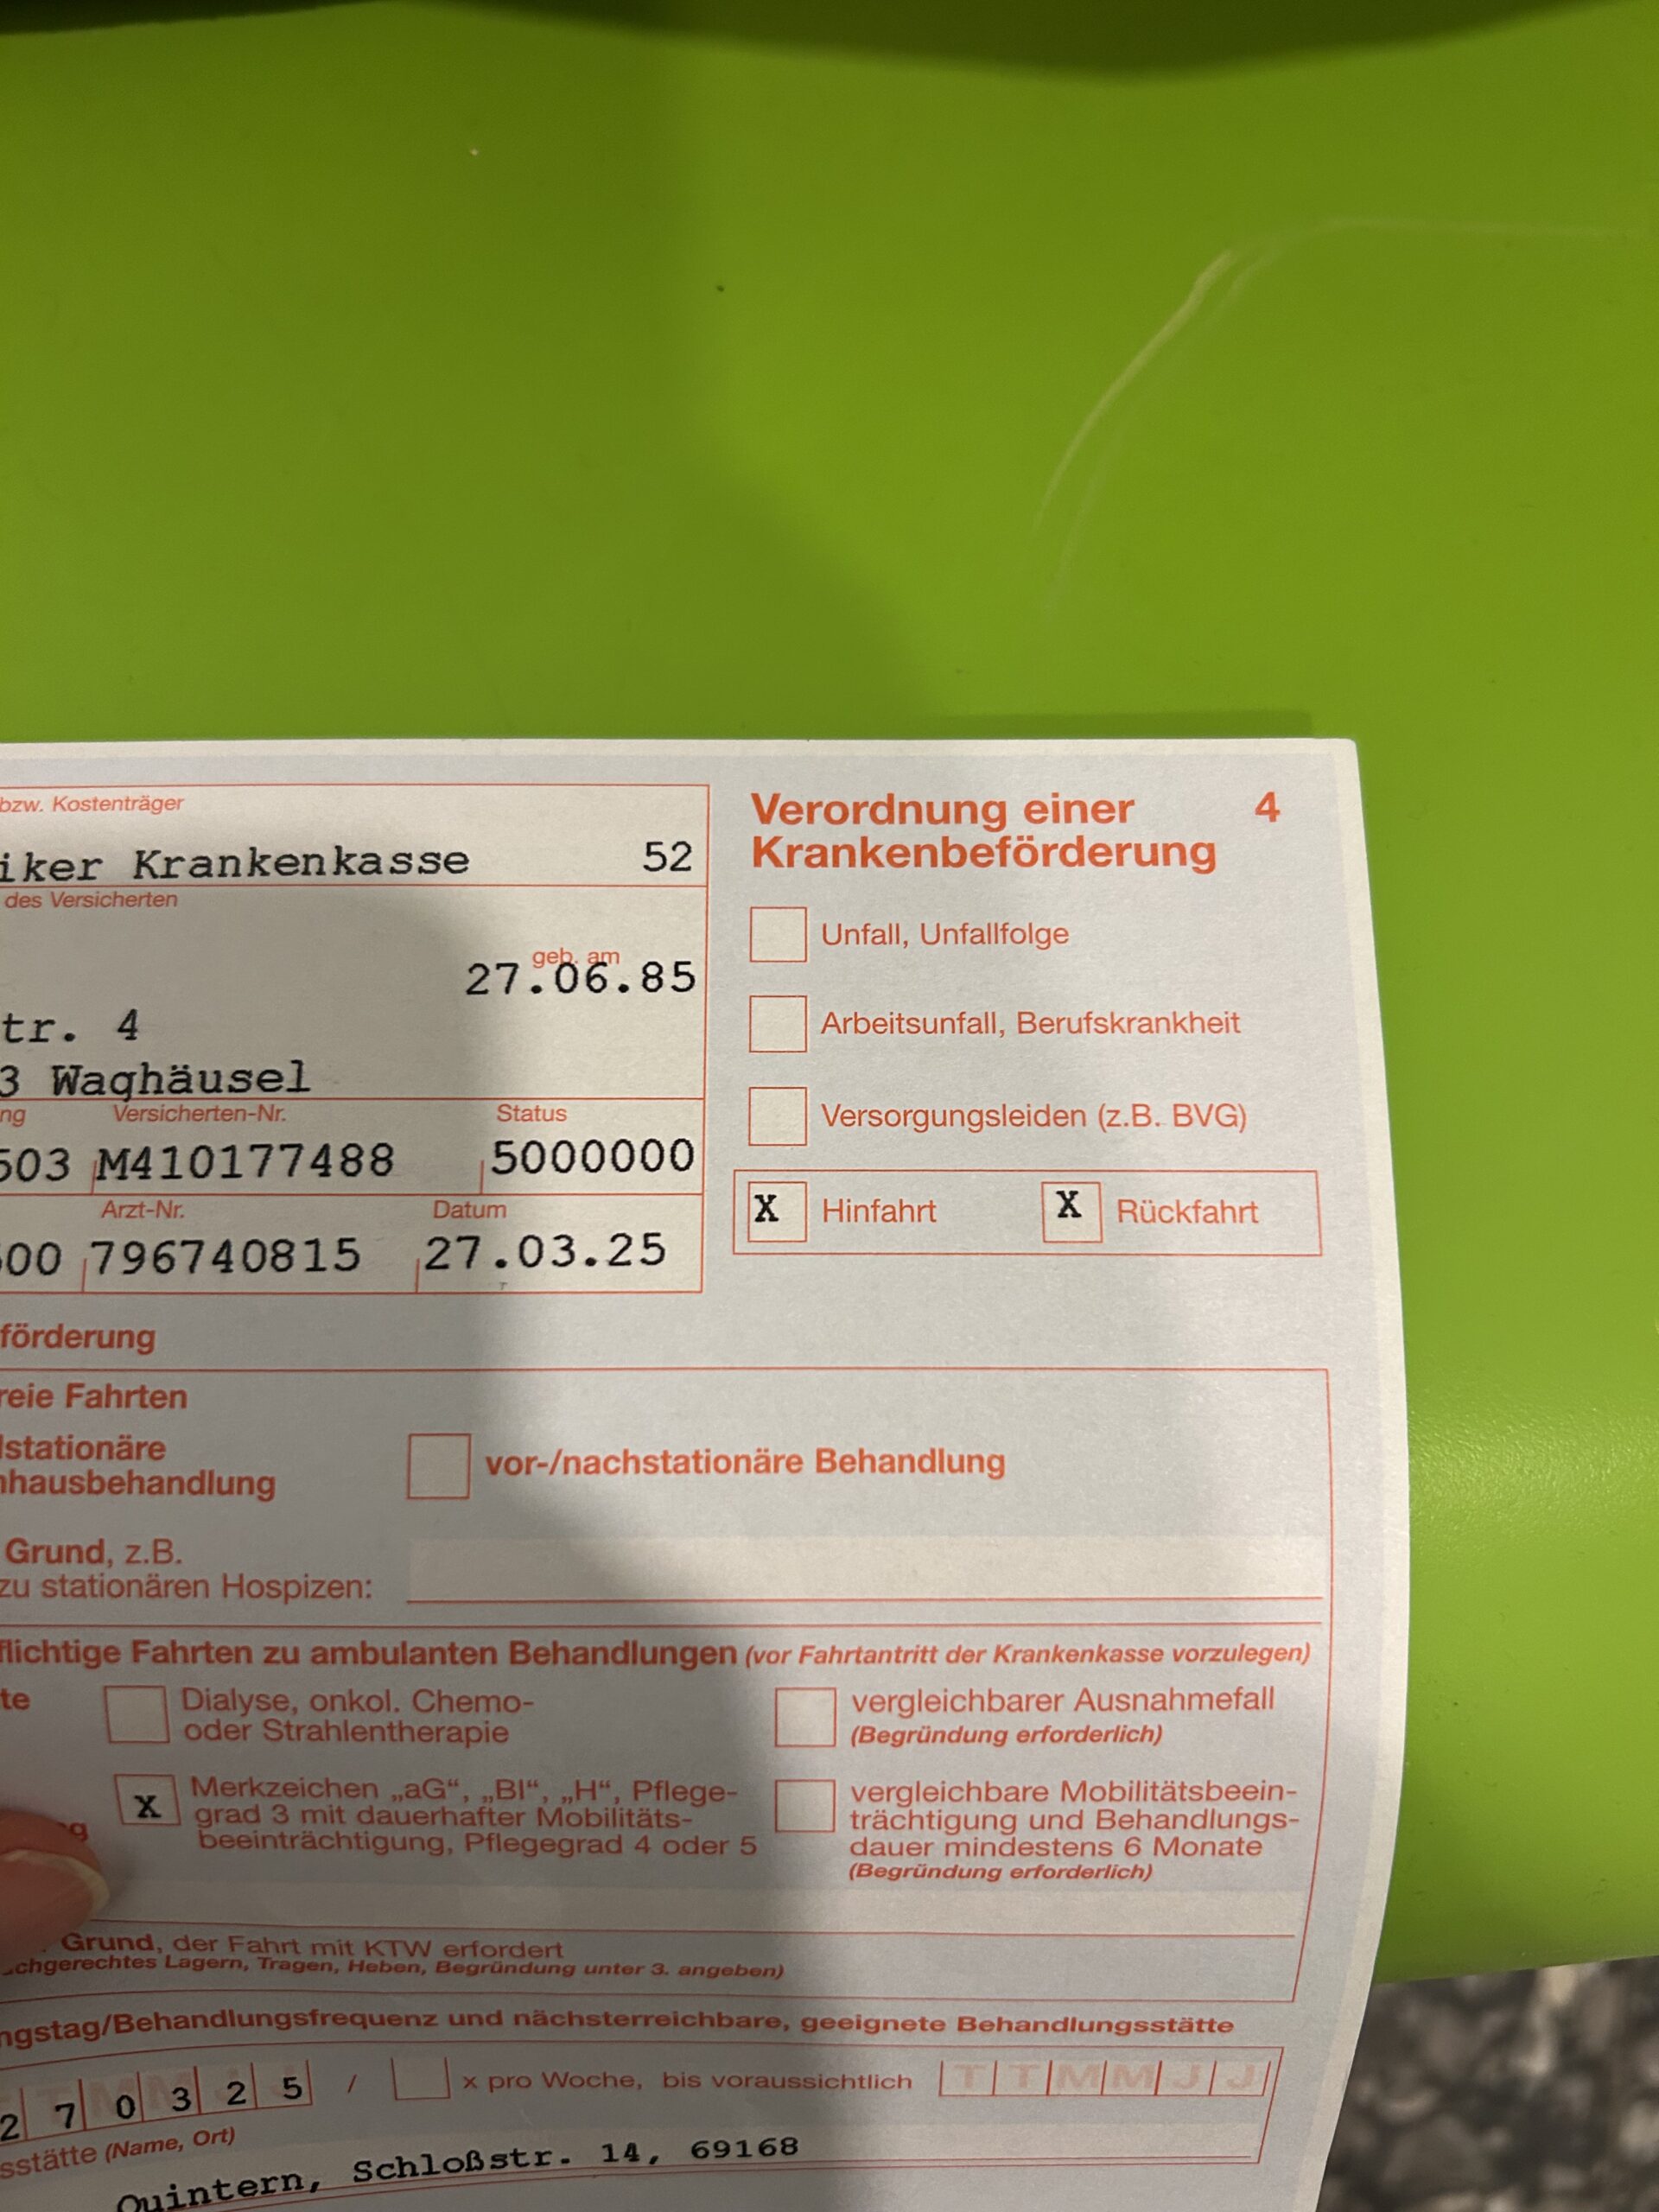 bzw. Kostenträger
iker Krankenkasse 52
des Versicherten
geb. am
27.06.85
tr. 4
3 Waghäusel
ng Versicherten-Nr. Status
503 M410177488 5000000
Arzt-Nr. Datum
00 796740815 27.03.25
Verordnung einer 4
Krankenbeförderung
Unfall, Unfallfolge
Arbeitsunfall, Berufskrankheit
Versorgungsleiden (z.B. BVG)
X Hinfahrt X Rückfahrt
förderung
reie Fahrten
lstationäre
nhausbehandlung
vor-/nachstationäre Behandlung
Grund, z.B.
zu stationären Hospizen:
flichtige Fahrten zu ambulanten Behandlungen (vor Fahrtantritt der Krankenkasse vorzulegen)
te
Dialyse, onkol. Chemo-
oder Strahlentherapie
vergleichbarer Ausnahmefall
(Begründung erforderlich)
X Merkzeichen „aG“, „Bl“, „H“, Pflege-
grad 3 mit dauerhafter Mobilitäts-
beeinträchtigung, Pflegegrad 4 oder 5
g
vergleichbare Mobilitätsbeein-
trächtigung und Behandlungs-
dauer mindestens 6 Monate
(Begründung erforderlich)
Grund, der Fahrt mit KTW erfordert
chgerechtes Lagern, Tragen, Heben, Begründung unter 3. angeben)
ngstag/Behandlungsfrequenz und nächsterreichbare, geeignete Behandlungsstätte
2 7 0 3 2 5 / x pro Woche, bis voraussichtlich T T M M J J
sstätte (Name, Ort)
Quintern, Schloßstr. 14, 69168